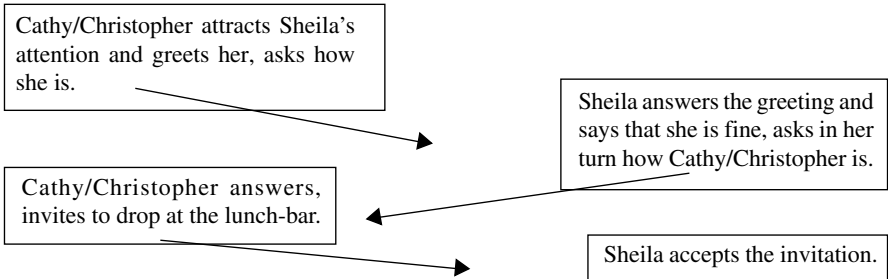 Cathy/Christopher attracts Sheila's
attention and greets her, asks how
she is.
Sheila answers the greeting and
says that she is fine, asks in her
turn how Cathy/Christopher is.
Cathy/Christopher answers,
invites to drop at the lunch-bar.
Sheila accepts the invitation.